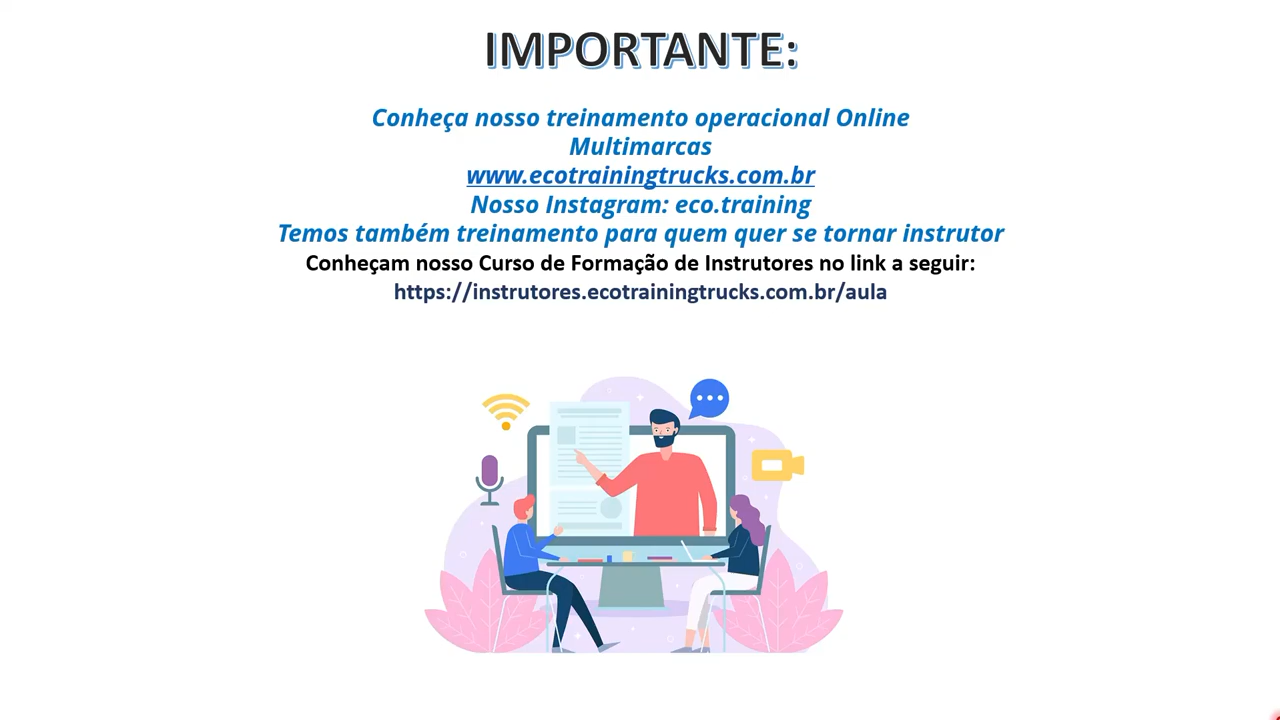 IMPORTANTE:
Conheça nosso treinamento operacional Online
Multimarcas
www.ecotrainingtrucks.com.br
Nosso Instagram: eco.training
Temos também treinamento para quem quer se tornar instrutor
Conheçam nosso Curso de Formação de Instrutores no link a seguir:
https://instrutores.ecotrainingtrucks.com.br/aula